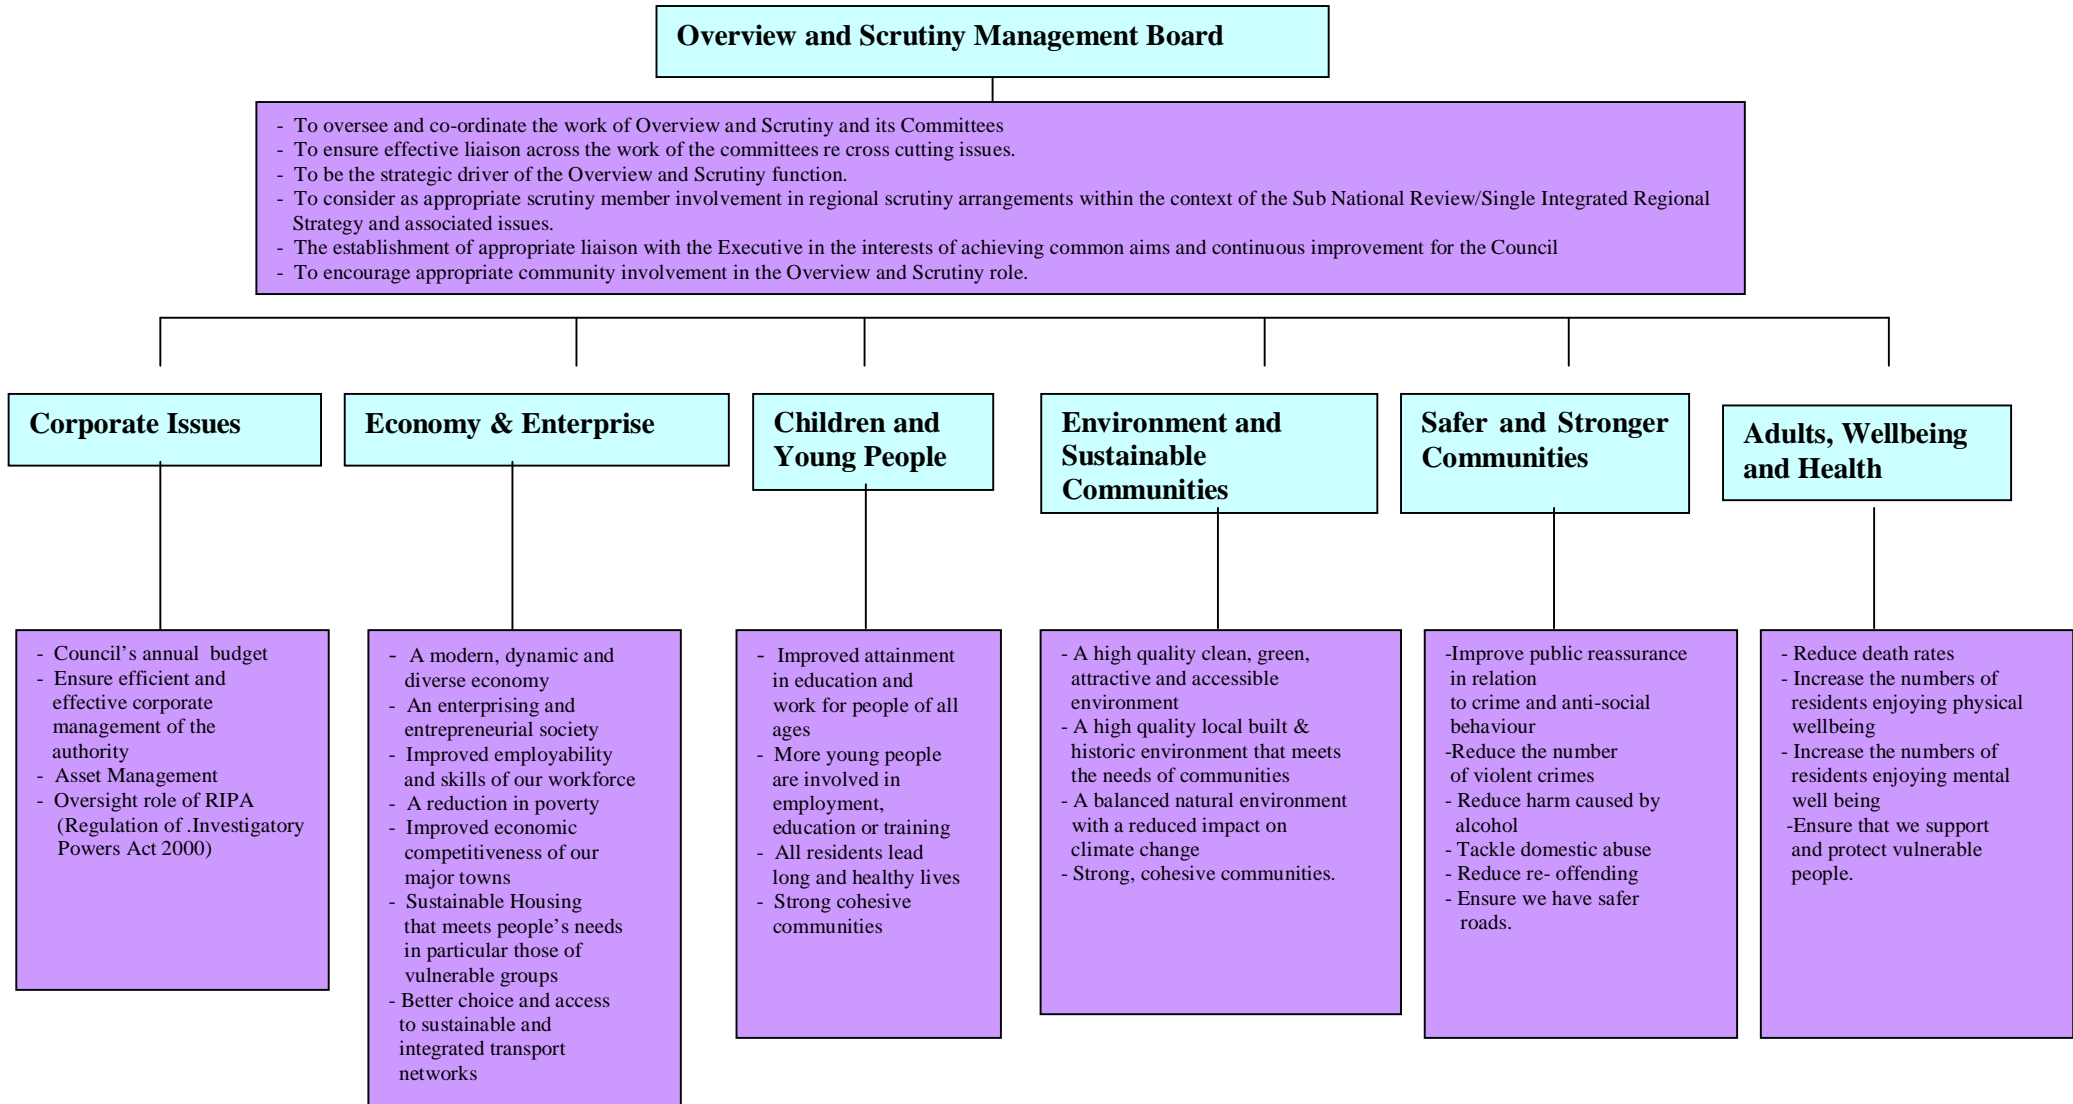 Overview and Scrutiny Management Board
- To oversee and co-ordinate the work of Overview and Scrutiny and its Committees
- To ensure effective liaison across the work of the committees re cross cutting issues.
- To be the strategic driver of the Overview and Scrutiny function.
- To consider as appropriate scrutiny member involvement in regional scrutiny arrangements within the context of the Sub National Review/Single Integrated Regional
Strategy and associated issues.
- The establishment of appropriate liaison with the Executive in the interests of achieving common aims and continuous improvement for the Council
- To encourage appropriate community involvement in the Overview and Scrutiny role.
Corporate Issues
- Council's annual budget
- Ensure efficient and
effective corporate
management of the
authority
- Asset Management
- Oversight role of RIPA
(Regulation of .Investigatory
Powers Act 2000)
Economy & Enterprise
- A modern, dynamic and
diverse economy
- An enterprising and
entrepreneurial society
- Improved employability
and skills of our workforce
- A reduction in poverty
- Improved economic
competitiveness of our
major towns
- Sustainable Housing
that meets people's needs
in particular those of
vulnerable groups
- Better choice and access
to sustainable and
integrated transport
networks
Children and
Young People
- Improved attainment
in education and
work for people of all
ages
- More young people
are involved in
employment,
education or training
- All residents lead
long and healthy lives
- Strong cohesive
communities
Environment and
Sustainable
Communities
- A high quality clean, green,
attractive and accessible
environment
- A high quality local built &
historic environment that meets
the needs of communities
- A balanced natural environment
with a reduced impact on
climate change
- Strong, cohesive communities.
Safer and Stronger
Communities
-Improve public reassurance
in relation
to crime and anti-social
behaviour
-Reduce the number
of violent crimes
- Reduce harm caused by
alcohol
- Tackle domestic abuse
- Reduce re- offending
- Ensure we have safer
roads.
Adults, Wellbeing
and Health
- Reduce death rates
- Increase the numbers of
residents enjoying physical
wellbeing
- Increase the numbers of
residents enjoying mental
well being
-Ensure that we support
and protect vulnerable
people.